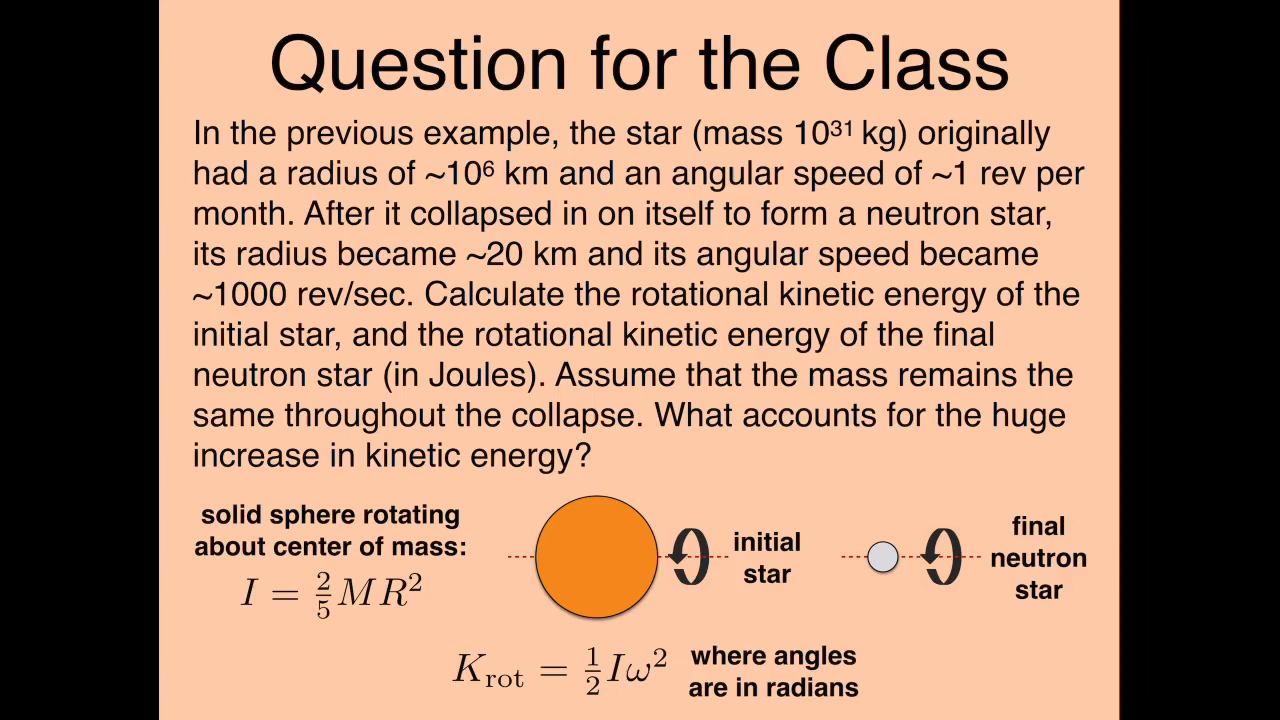 Question for the Class
In the previous example, the star (mass 10³¹ kg) originally
had a radius of ~10⁶ km and an angular speed of ~1 rev per
month. After it collapsed in on itself to form a neutron star,
its radius became ~20 km and its angular speed became
~1000 rev/sec. Calculate the rotational kinetic energy of the
initial star, and the rotational kinetic energy of the final
neutron star (in Joules). Assume that the mass remains the
same throughout the collapse. What accounts for the huge
increase in kinetic energy?
solid sphere rotating
about center of mass:
I = 2/5 MR²
initial
star
final
neutron
star
K_rot = 1/2 Iω²
where angles
are in radians